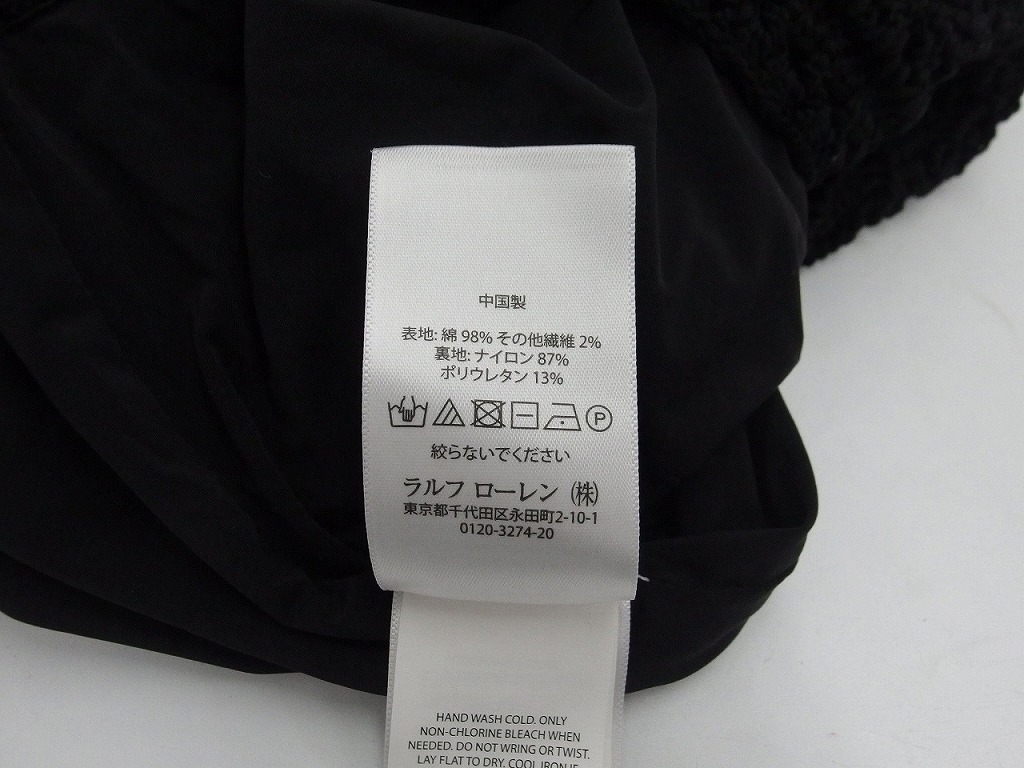 中国製
表地: 綿 98% その他繊維 2%
裏地: ナイロン 87%
ポリウレタン 13%
P
絞らないでください
ラルフ ローレン ㈱
東京都千代田区永田町2-10-1
0120-3274-20
HAND WASH COLD. ONLY
NON-CHLORINE BLEACH WHEN
NEEDED. DO NOT WRING OR TWIST.
LAY FLAT TO DRY. COOL IRON IF